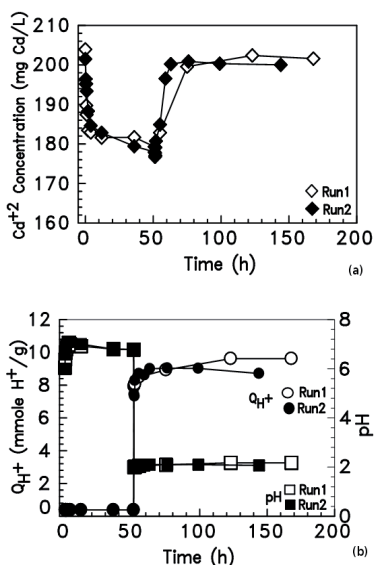 Cd+2 Concentration (mg Cd/L)
210
200
190
180
170
160
Run1
Run2
0 50 100 150 200
Time (h)
(a)
QH+ (mmole H+/g)
12
10
8
6
4
2
0
8
6
4
2
0
pH
QH+
Run1
Run2
pH
Run1
Run2
0 50 100 150 200
Time (h)
(b)